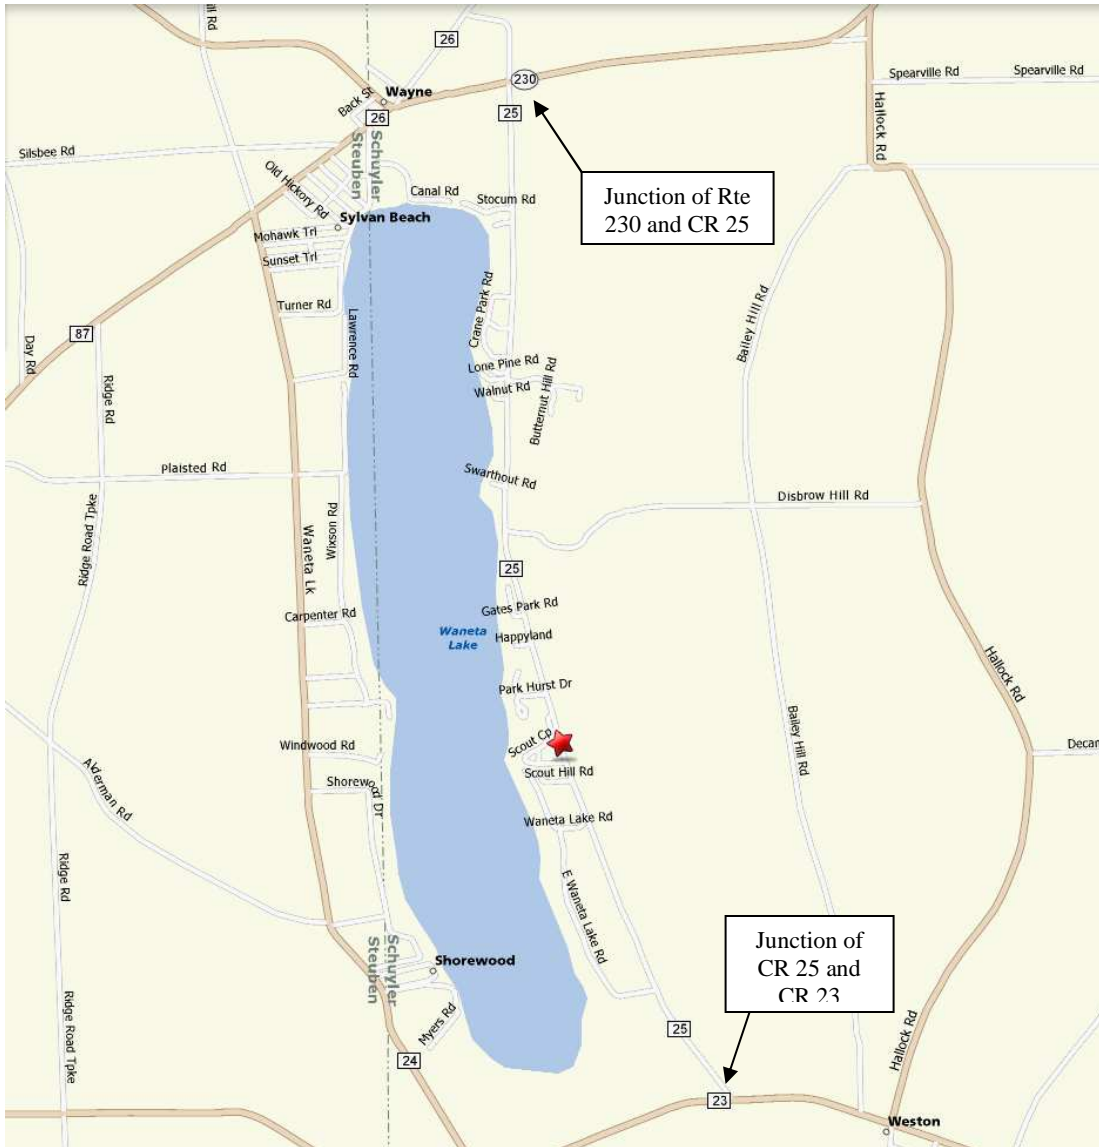 ill Rd
26
Spearville Rd
Spearville Rd
230
Wayne
Back St
26
25
Hallock Rd
Silsbee Rd
Schuyler
Steuben
Old Hickory Rd
Canal Rd
Stocum Rd
Junction of Rte
230 and CR 25
Sylvan Beach
Mohawk Trl
Sunset Trl
Turner Rd
Crane Park Rd
Bailey Hill Rd
87
Day Rd
Lawrence Rd
Ridge Rd
Lone Pine Rd
Walnut Rd
Butternut Hill Rd
Plaisted Rd
Swarthout Rd
Disbrow Hill Rd
Ridge Road Tpke
Wixson Rd
Waneta Lk
25
Gates Park Rd
Carpenter Rd
Waneta
Lake
Happyland
Hallock Rd
Park Hurst Dr
Bailey Hill Rd
Windwood Rd
Scout Cp
Decan
Scout Hill Rd
Alderman Rd
Shorewood Dr
Waneta Lake Rd
Ridge Rd
E Waneta Lake Rd
Schuyler
Steuben
Shorewood
Junction of
CR 25 and
CR 23
Ridge Road Tpke
Myers Rd
25
Hallock Rd
24
23
Weston